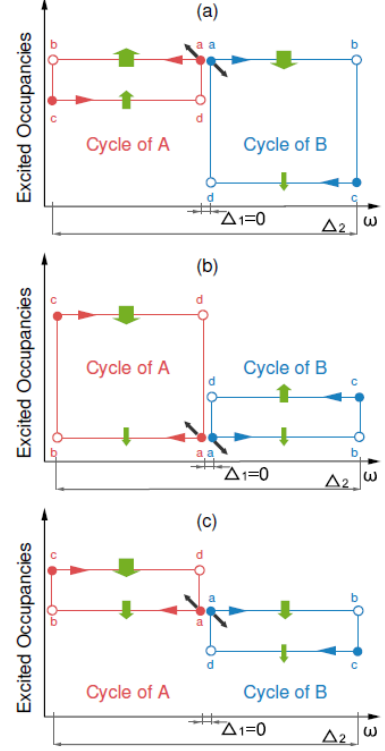 (a)
Excited Occupancies
b
a
a
b
c
d
Cycle of A
Cycle of B
d
c
Δ1=0
Δ2
ω
(b)
Excited Occupancies
c
d
Cycle of A
Cycle of B
d
c
b
a
a
b
Δ1=0
Δ2
ω
(c)
Excited Occupancies
c
d
a
b
b
a
d
c
Cycle of A
Cycle of B
Δ1=0
Δ2
ω